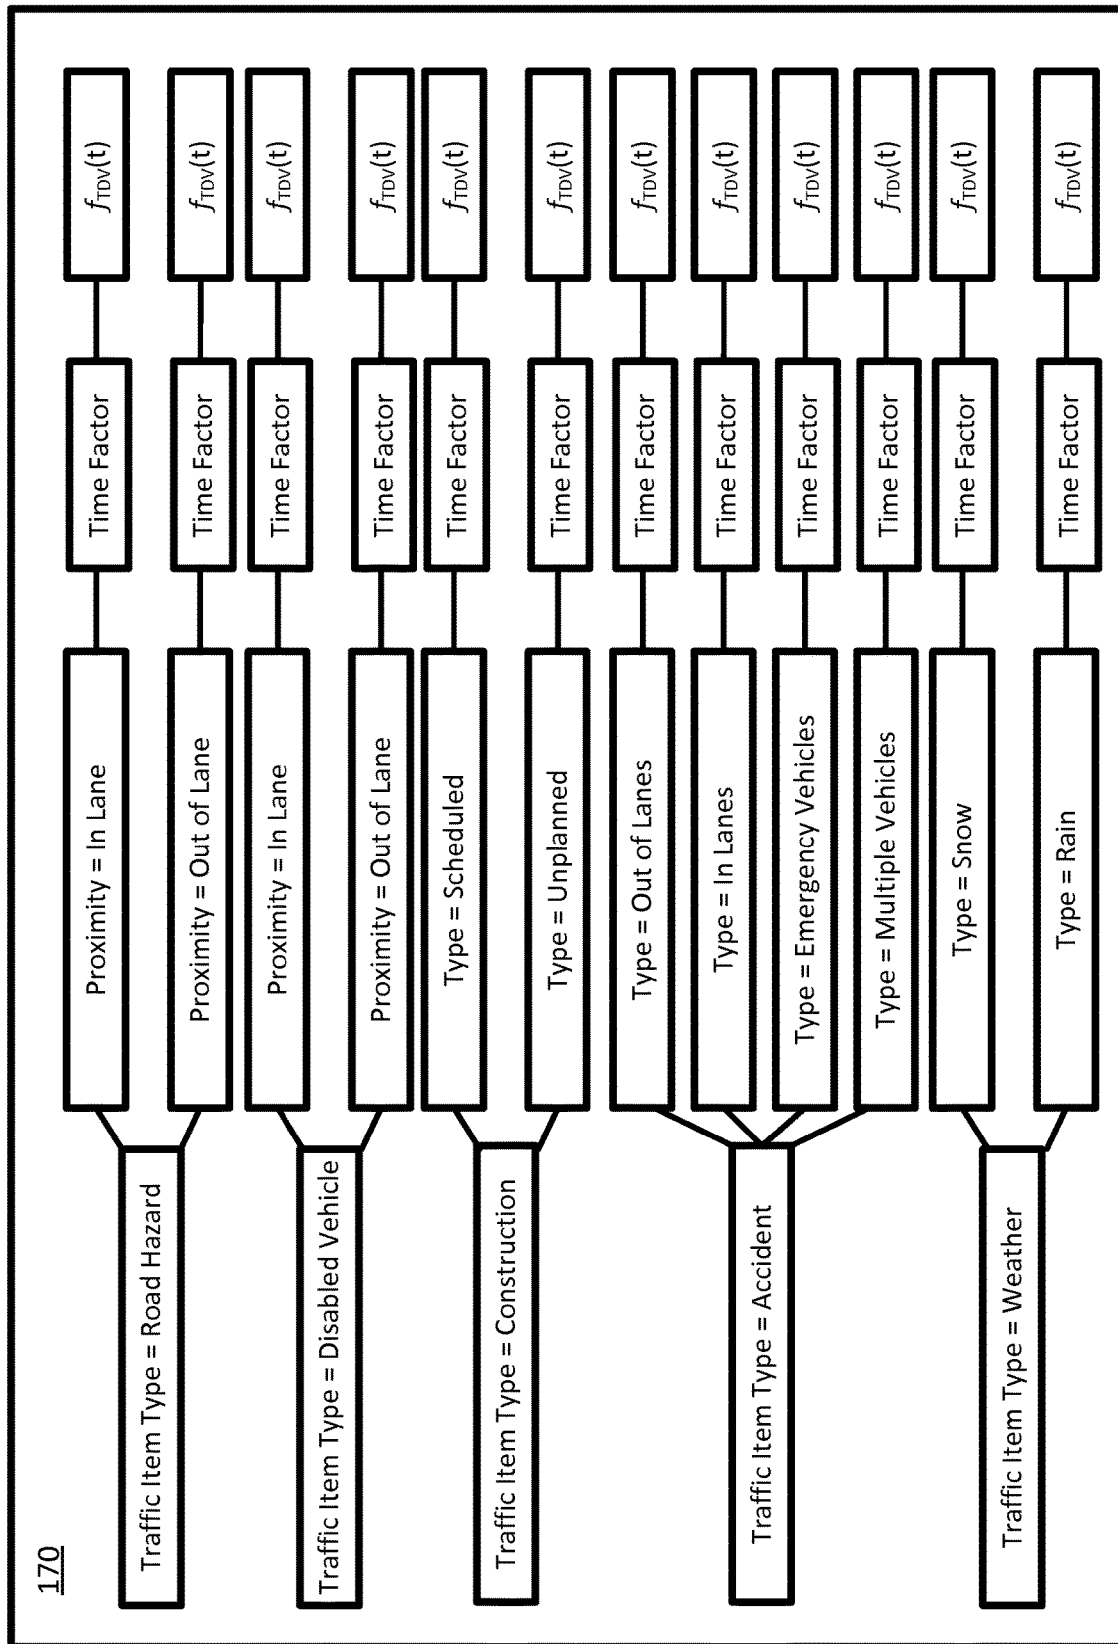 170
Traffic Item Type = Road Hazard
Proximity = In Lane
Time Factor
fTDV(t)
Proximity = Out of Lane
Time Factor
fTDV(t)
Traffic Item Type = Disabled Vehicle
Proximity = In Lane
Time Factor
fTDV(t)
Proximity = Out of Lane
Time Factor
fTDV(t)
Traffic Item Type = Construction
Type = Scheduled
Time Factor
fTDV(t)
Type = Unplanned
Time Factor
fTDV(t)
Traffic Item Type = Accident
Type = Out of Lanes
Time Factor
fTDV(t)
Type = In Lanes
Time Factor
fTDV(t)
Type = Emergency Vehicles
Time Factor
fTDV(t)
Type = Multiple Vehicles
Time Factor
fTDV(t)
Traffic Item Type = Weather
Type = Snow
Time Factor
fTDV(t)
Type = Rain
Time Factor
fTDV(t)